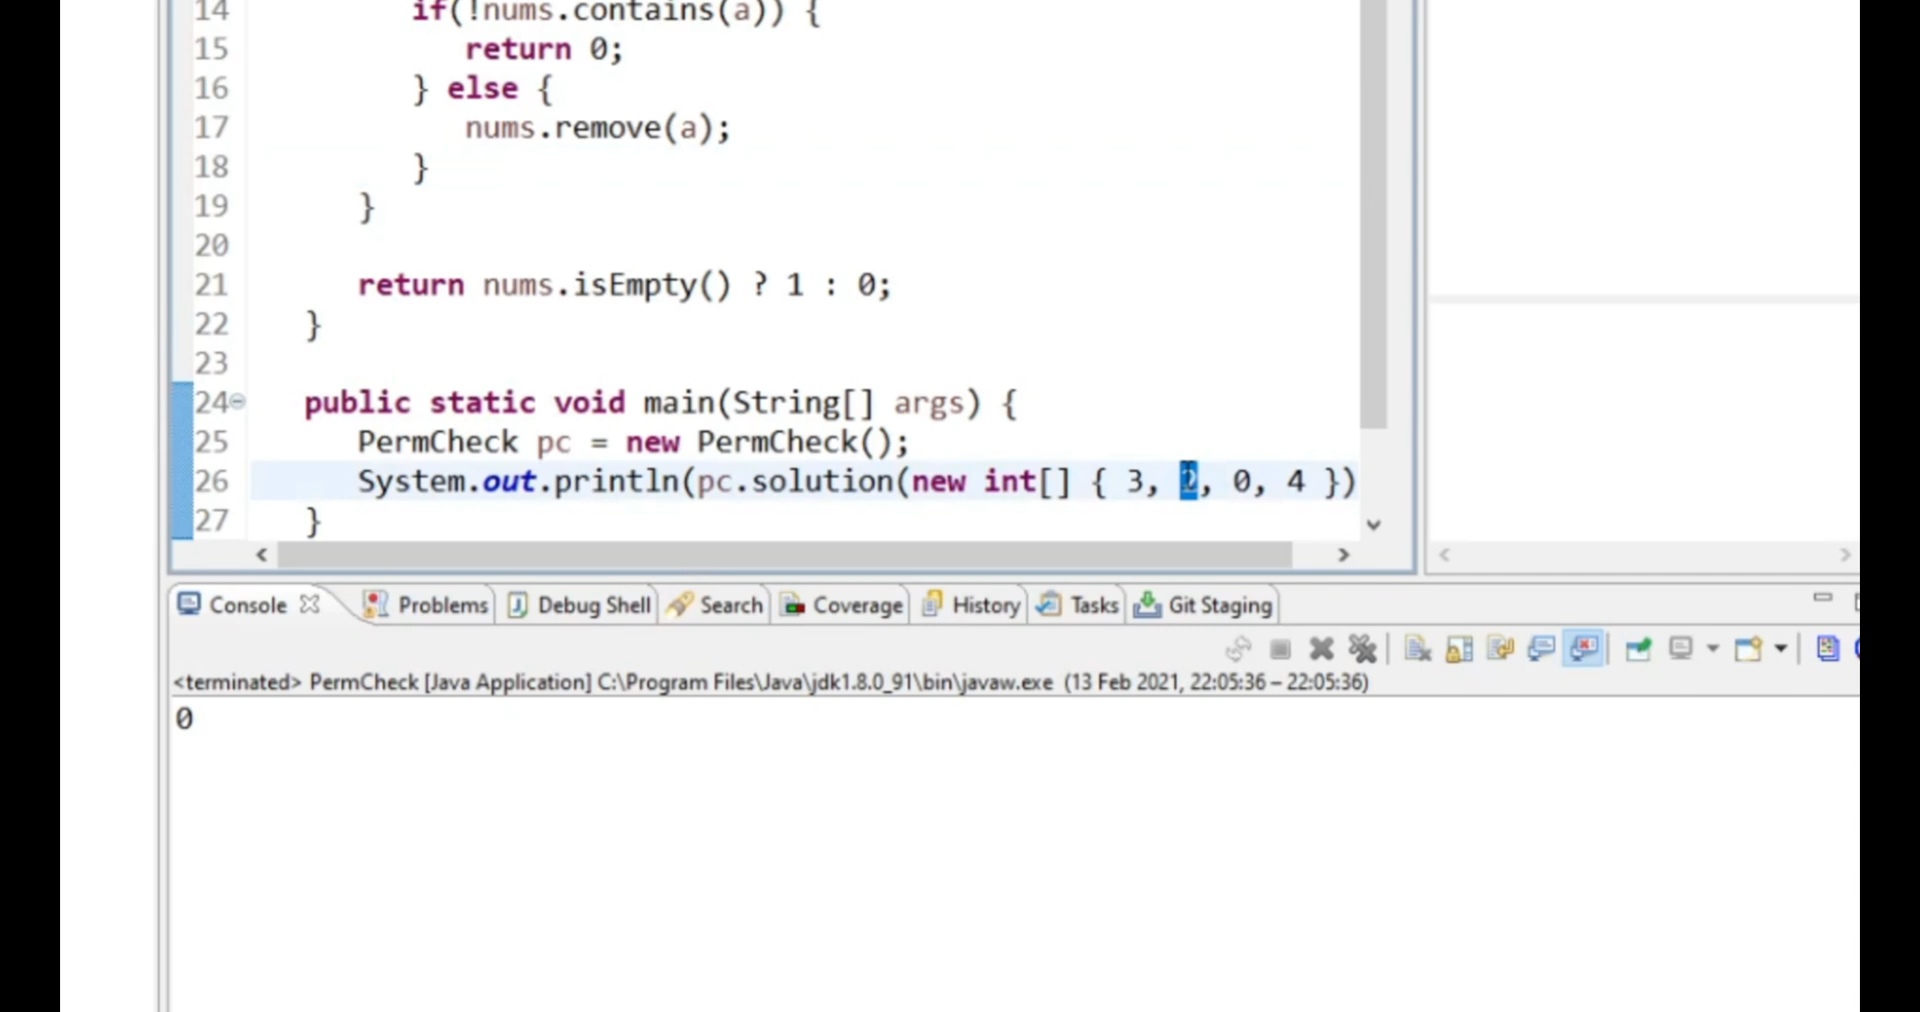 14 if(!nums.contains(a)) {
15 return 0;
16 } else {
17 nums.remove(a);
18 }
19 }
20
21 return nums.isEmpty() ? 1 : 0;
22 }
23
24 public static void main(String[] args) {
25 PermCheck pc = new PermCheck();
26 System.out.println(pc.solution(new int[] { 3, , 0, 4 })
27 }
Console Problems Debug Shell Search Coverage History Tasks Git Staging
<terminated> PermCheck [Java Application] C:\Program Files\Java\jdk1.8.0_91\bin\javaw.exe (13 Feb 2021, 22:05:36 – 22:05:36)
0